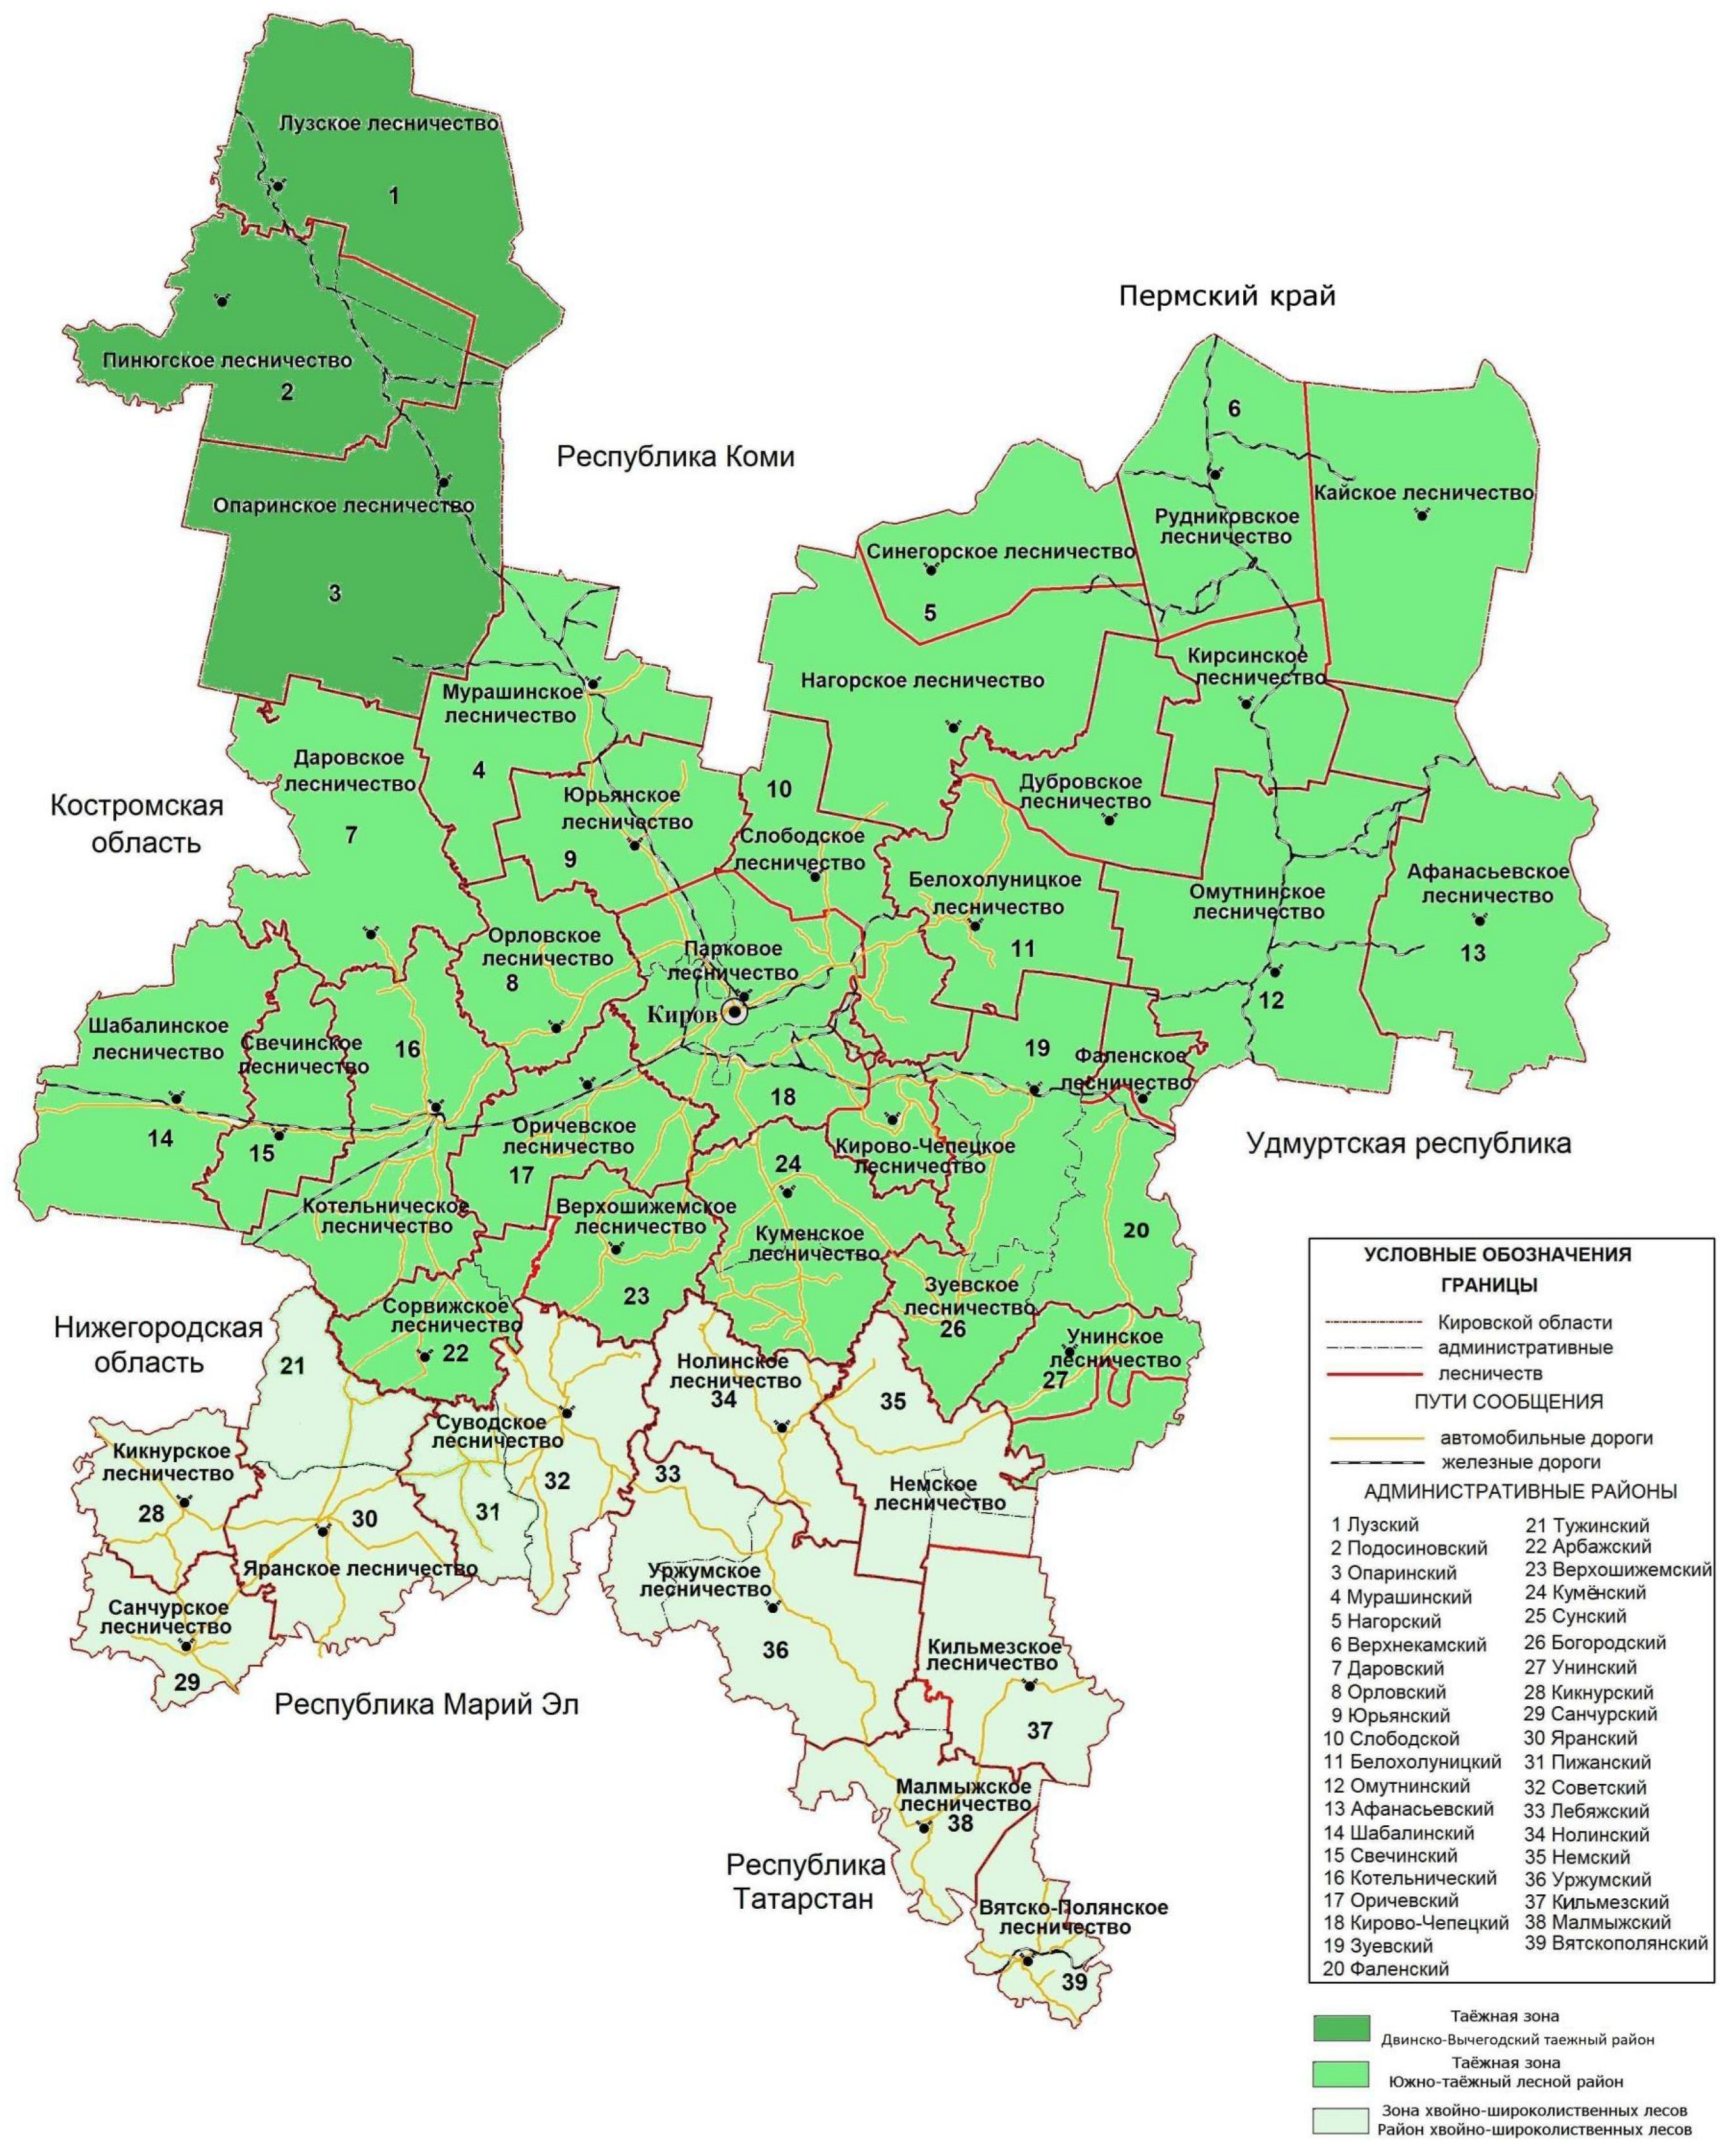 Лузское лесничество
1
Пермский край
Пинюгское лесничество
2
6
Республика Коми
Кайское лесничество
Опаринское лесничество
Рудниковское
лесничество
Синегорское лесничество
3
5
Кирсинское
лесничество
Нагорское лесничество
Мурашинское
лесничество
Даровское
лесничество
4
10
Дубровское
лесничество
Юрьянское
лесничество
Костромская
область
7
9
Слободское
лесничество
Белохолуницкое
лесничество
Омутнинское
лесничество
Афанасьевское
лесничество
Орловское
лесничество
8
Парковое
лесничество
11
13
12
Киров
Шабалинское
лесничество
Свечинское
лесничество
16
19
Фаленское
лесничество
18
14
15
Оричевское
лесничество
17
24
Кирово-Чепецкое
лесничество
Удмуртская республика
Котельническое
лесничество
Верхошижемское
лесничество
Куменское
лесничество
20
23
Зуевское
лесничество
26
Нижегородская
область
Сорвижское
лесничество
22
Унинское
лесничество
27
21
Нолинское
лесничество
34
35
Суводское
лесничество
Кикнурское
лесничество
28
33
32
Немское
лесничество
30
31
Яранское лесничество
Уржумское
лесничество
Санчурское
лесничество
29
36
Кильмезское
лесничество
37
Республика Марий Эл
Малмыжское
лесничество
38
Республика
Татарстан
Вятско-Полянское
лесничество
39
УСЛОВНЫЕ ОБОЗНАЧЕНИЯ
ГРАНИЦЫ
Кировской области
административные
лесничеств
ПУТИ СООБЩЕНИЯ
автомобильные дороги
железные дороги
АДМИНИСТРАТИВНЫЕ РАЙОНЫ
1 Лузский
2 Подосиновский
3 Опаринский
4 Мурашинский
5 Нагорский
6 Верхнекамский
7 Даровский
8 Орловский
9 Юрьянский
10 Слободской
11 Белохолуницкий
12 Омутнинский
13 Афанасьевский
14 Шабалинский
15 Свечинский
16 Котельнический
17 Оричевский
18 Кирово-Чепецкий
19 Зуевский
20 Фаленский
21 Тужинский
22 Арбажский
23 Верхошижемский
24 Кумёнский
25 Сунский
26 Богородский
27 Унинский
28 Кикнурский
29 Санчурский
30 Яранский
31 Пижанский
32 Советский
33 Лебяжский
34 Нолинский
35 Немский
36 Уржумский
37 Кильмезский
38 Малмыжский
39 Вятскополянский
Таёжная зона
Двинско-Вычегодский таежный район
Таёжная зона
Южно-таёжный лесной район
Зона хвойно-широколиственных лесов
Район хвойно-широколиственных лесов